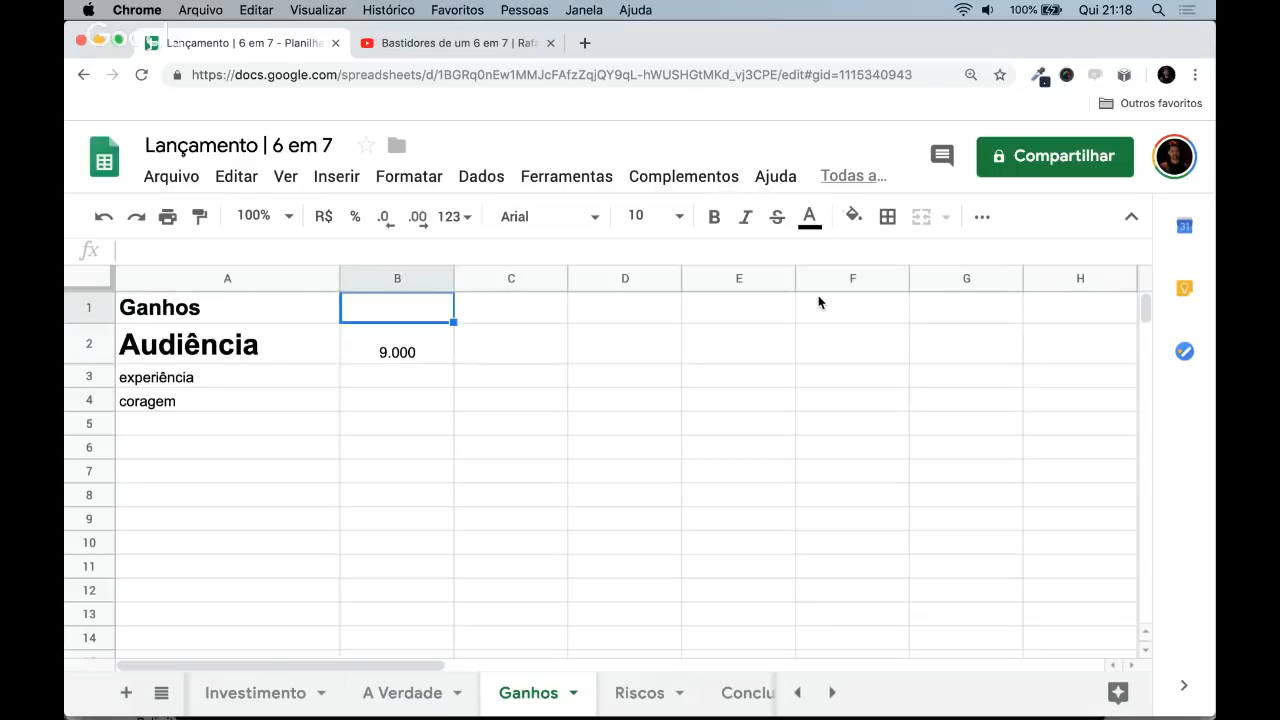 Chrome Arquivo Editar Visualizar Histórico Favoritos Pessoas Janela Ajuda 100% Qui 21:18
Lançamento | 6 em 7 - Planilha Bastidores de um 6 em 7 | Rafa
https://docs.google.com/spreadsheets/d/1BGRq0nEw1MMJcFAfzZqjQY9qL-hWUSHGtMKd_vj3CPE/edit#gid=1115340943
Outros favoritos
Lançamento | 6 em 7
Compartilhar
Arquivo Editar Ver Inserir Formatar Dados Ferramentas Complementos Ajuda Todas a...
100% R$ % .0 .00 123 Arial 10 B I S A
31
fx
A B C D E F G H
1 Ganhos
2 Audiência 9.000
3 experiência
4 coragem
5
6
7
8
9
10
11
12
13
14
Investimento A Verdade Ganhos Riscos Conclu